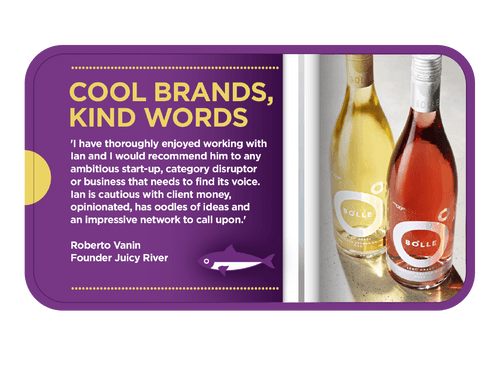 COOL BRANDS,
KIND WORDS
'I have thoroughly enjoyed working with
Ian and I would recommend him to any
ambitious start-up, category disruptor
or business that needs to find its voice.
Ian is cautious with client money,
opinionated, has oodles of ideas and
an impressive network to call upon.'
Roberto Vanin
Founder Juicy River
BOLLE
BOLLE